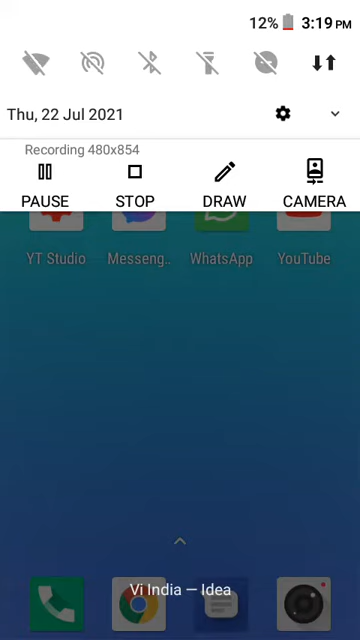 12% 3:19 PM
Thu, 22 Jul 2021
Recording 480x854
PAUSE STOP DRAW CAMERA
YT Studio Messeng.. WhatsApp YouTube
Vi India — Idea